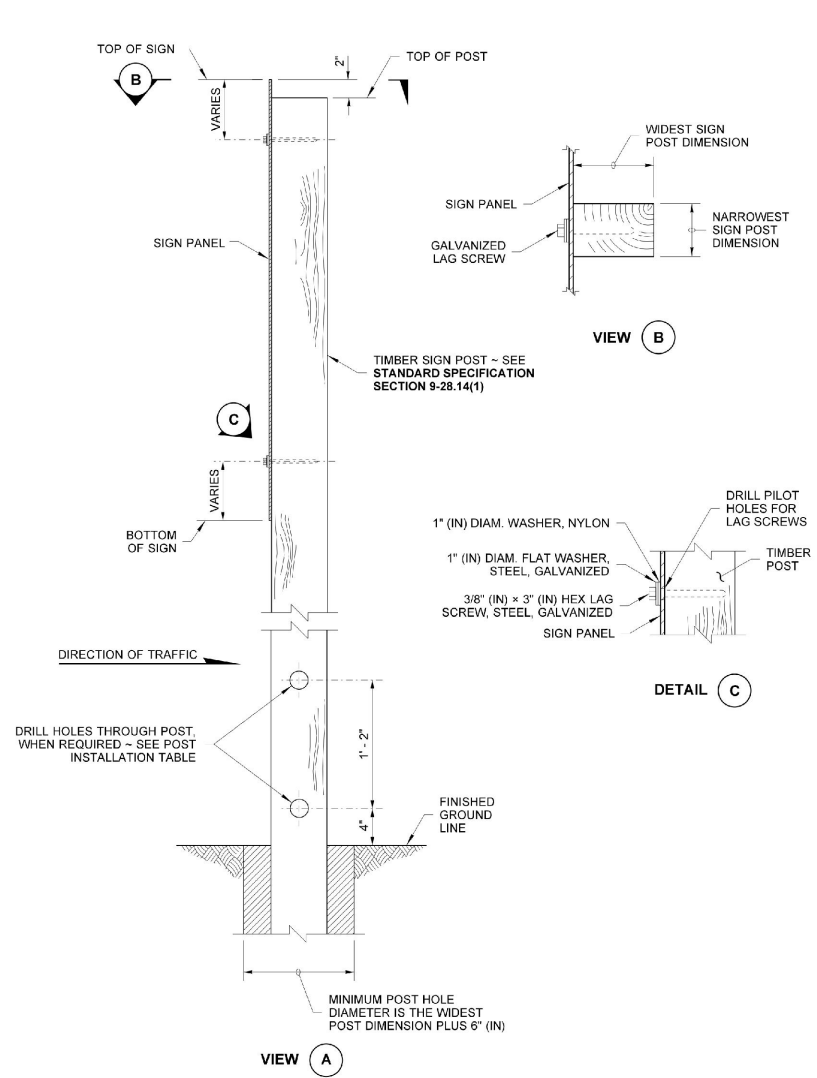 TOP OF SIGN
B
VARIES
2"
TOP OF POST
SIGN PANEL
TIMBER SIGN POST ~ SEE
STANDARD SPECIFICATION
SECTION 9-28.14(1)
C
VARIES
BOTTOM
OF SIGN
DIRECTION OF TRAFFIC
DRILL HOLES THROUGH POST,
WHEN REQUIRED ~ SEE POST
INSTALLATION TABLE
1' - 2"
4"
FINISHED
GROUND
LINE
MINIMUM POST HOLE
DIAMETER IS THE WIDEST
POST DIMENSION PLUS 6" (IN)
VIEW A
WIDEST SIGN
POST DIMENSION
SIGN PANEL
GALVANIZED
LAG SCREW
NARROWEST
SIGN POST
DIMENSION
VIEW B
DRILL PILOT
HOLES FOR
LAG SCREWS
1" (IN) DIAM. WASHER, NYLON
1" (IN) DIAM. FLAT WASHER,
STEEL, GALVANIZED
3/8" (IN) × 3" (IN) HEX LAG
SCREW, STEEL, GALVANIZED
SIGN PANEL
TIMBER
POST
DETAIL C